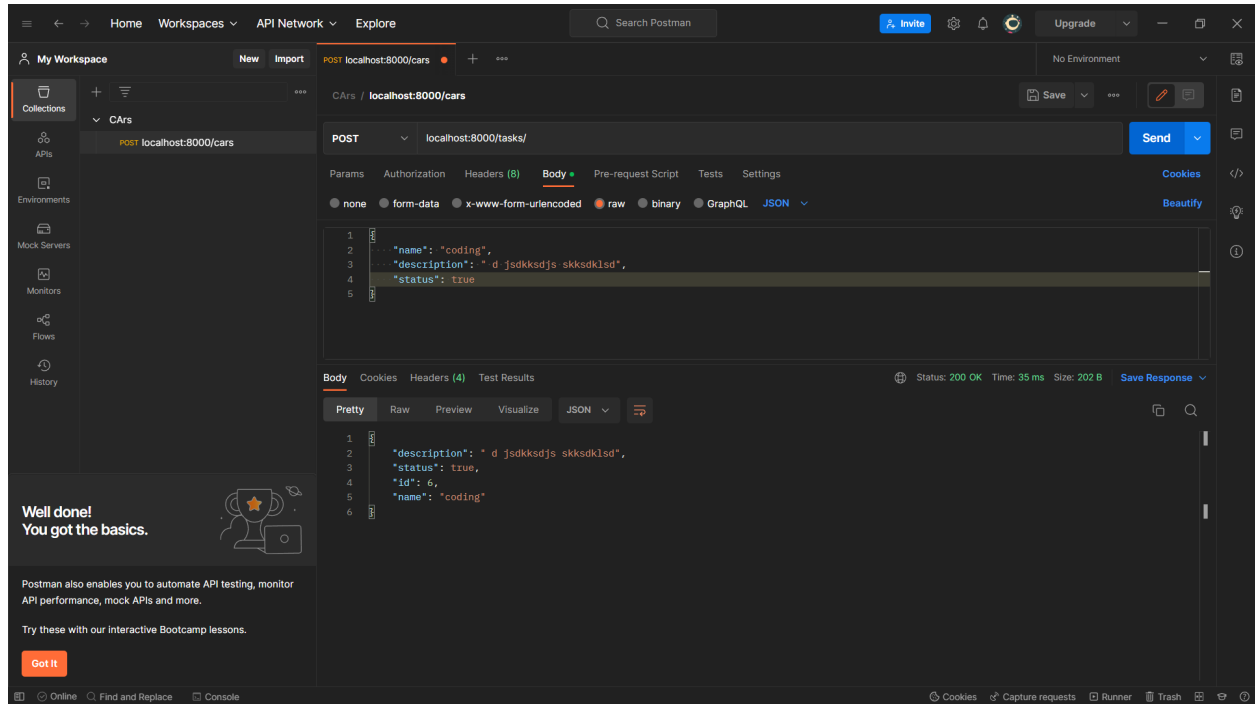 Home Workspaces API Network Explore Search Postman Invite Upgrade
My Workspace New Import POST localhost:8000/cars No Environment
Collections
CArs / localhost:8000/cars Save
CArs
POST localhost:8000/cars
APIs
POST localhost:8000/tasks/ Send
Params Authorization Headers (8) Body Pre-request Script Tests Settings Cookies
Environments
none form-data x-www-form-urlencoded raw binary GraphQL JSON Beautify
Mock Servers
Monitors
Flows
History
1 {
2 "name": "coding",
3 "description": " d jsdkksdjs skksdklsd",
4 "status": true
5 }
Body Cookies Headers (4) Test Results Status: 200 OK Time: 35 ms Size: 202 B Save Response
Pretty Raw Preview Visualize JSON
1 {
2 "description": " d jsdkksdjs skksdklsd",
3 "status": true,
4 "id": 6,
5 "name": "coding"
6 }
Well done!
You got the basics.
Postman also enables you to automate API testing, monitor
API performance, mock APIs and more.
Try these with our interactive Bootcamp lessons.
Got It
Online Find and Replace Console Cookies Capture requests Runner Trash